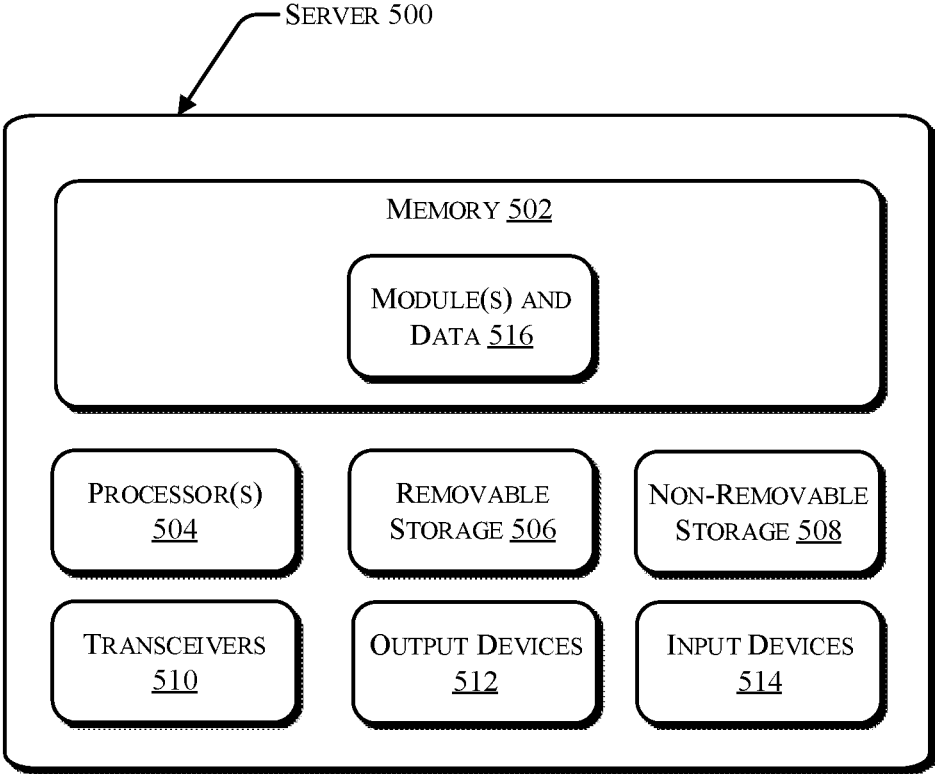 SERVER 500
MEMORY 502
MODULE(S) AND
DATA 516
PROCESSOR(S)
504
REMOVABLE
STORAGE 506
NON-REMOVABLE
STORAGE 508
TRANSCEIVERS
510
OUTPUT DEVICES
512
INPUT DEVICES
514